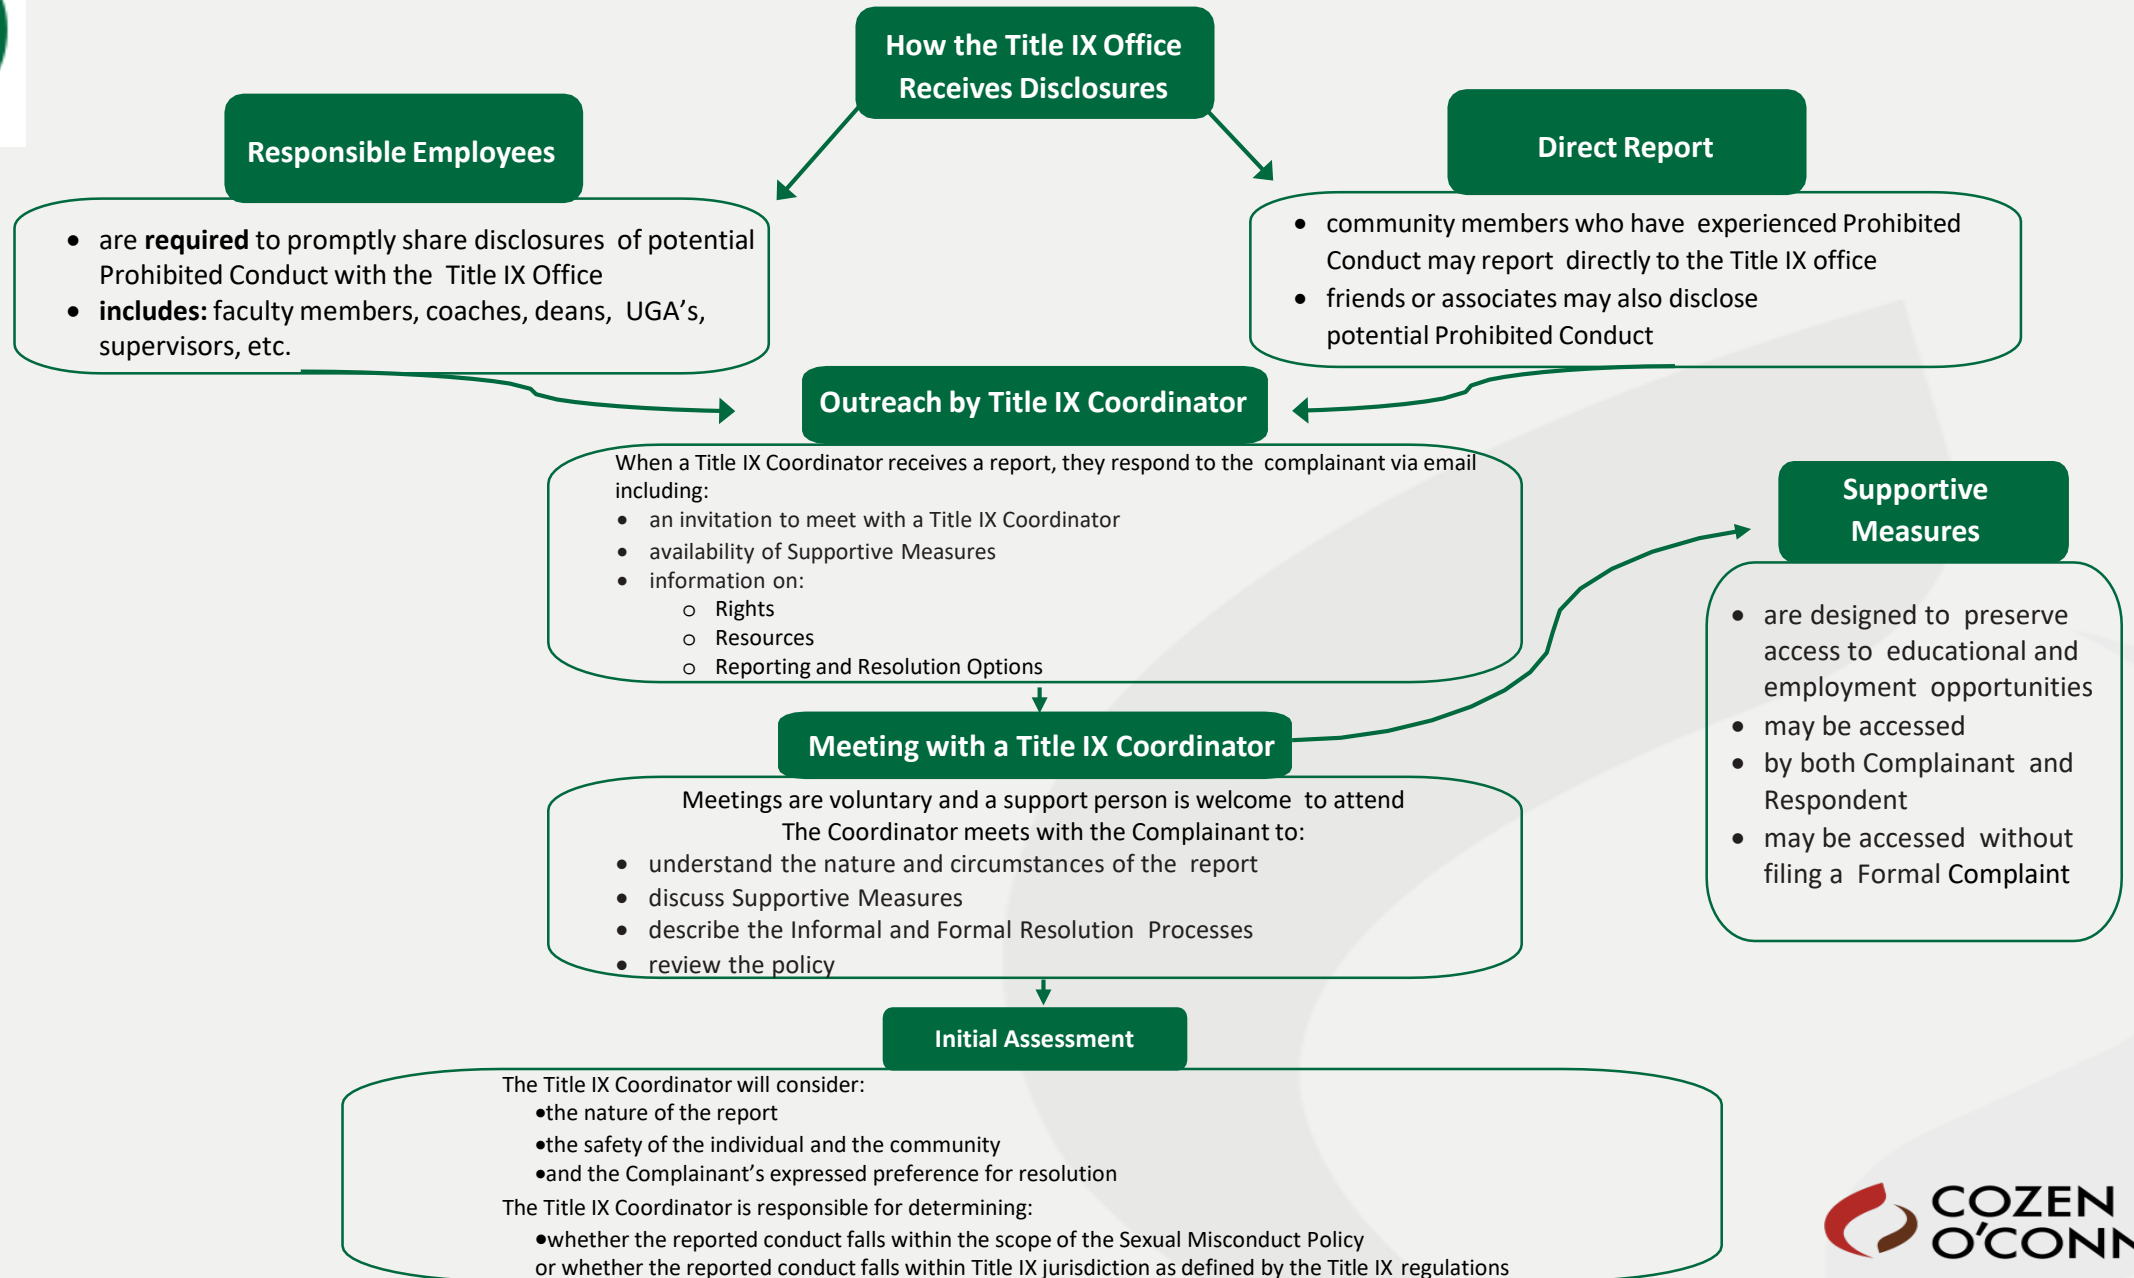 How the Title IX Office
Receives Disclosures
Responsible Employees
• are required to promptly share disclosures of potential
Prohibited Conduct with the Title IX Office
• includes: faculty members, coaches, deans, UGA's,
supervisors, etc.
Direct Report
• community members who have experienced Prohibited
Conduct may report directly to the Title IX office
• friends or associates may also disclose
potential Prohibited Conduct
Outreach by Title IX Coordinator
When a Title IX Coordinator receives a report, they respond to the complainant via email
including:
• an invitation to meet with a Title IX Coordinator
• availability of Supportive Measures
• information on:
o Rights
o Resources
o Reporting and Resolution Options
Supportive
Measures
• are designed to preserve
access to educational and
employment opportunities
• may be accessed
• by both Complainant and
Respondent
• may be accessed without
filing a Formal Complaint
Meeting with a Title IX Coordinator
Meetings are voluntary and a support person is welcome to attend
The Coordinator meets with the Complainant to:
• understand the nature and circumstances of the report
• discuss Supportive Measures
• describe the Informal and Formal Resolution Processes
• review the policy
Initial Assessment
The Title IX Coordinator will consider:
•the nature of the report
•the safety of the individual and the community
•and the Complainant’s expressed preference for resolution
The Title IX Coordinator is responsible for determining:
•whether the reported conduct falls within the scope of the Sexual Misconduct Policy
or whether the reported conduct falls within Title IX jurisdiction as defined by the Title IX regulations
COZEN
O'CONN